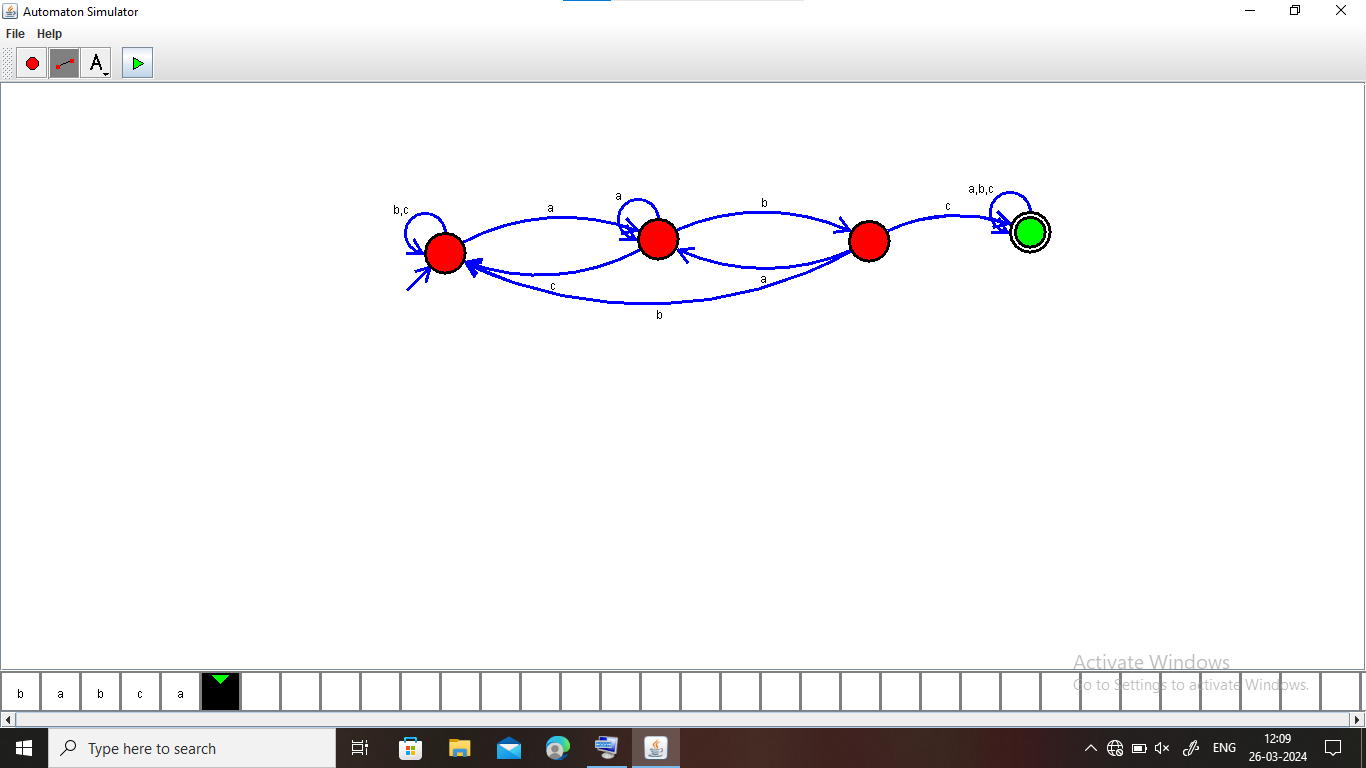 Automaton Simulator
File Help
A
b,c
a
a
b
c
a,b,c
c
a
b
Activate Windows
Go to Settings to activate Windows.
b a b c a
Type here to search
ENG
12:09
26-03-2024